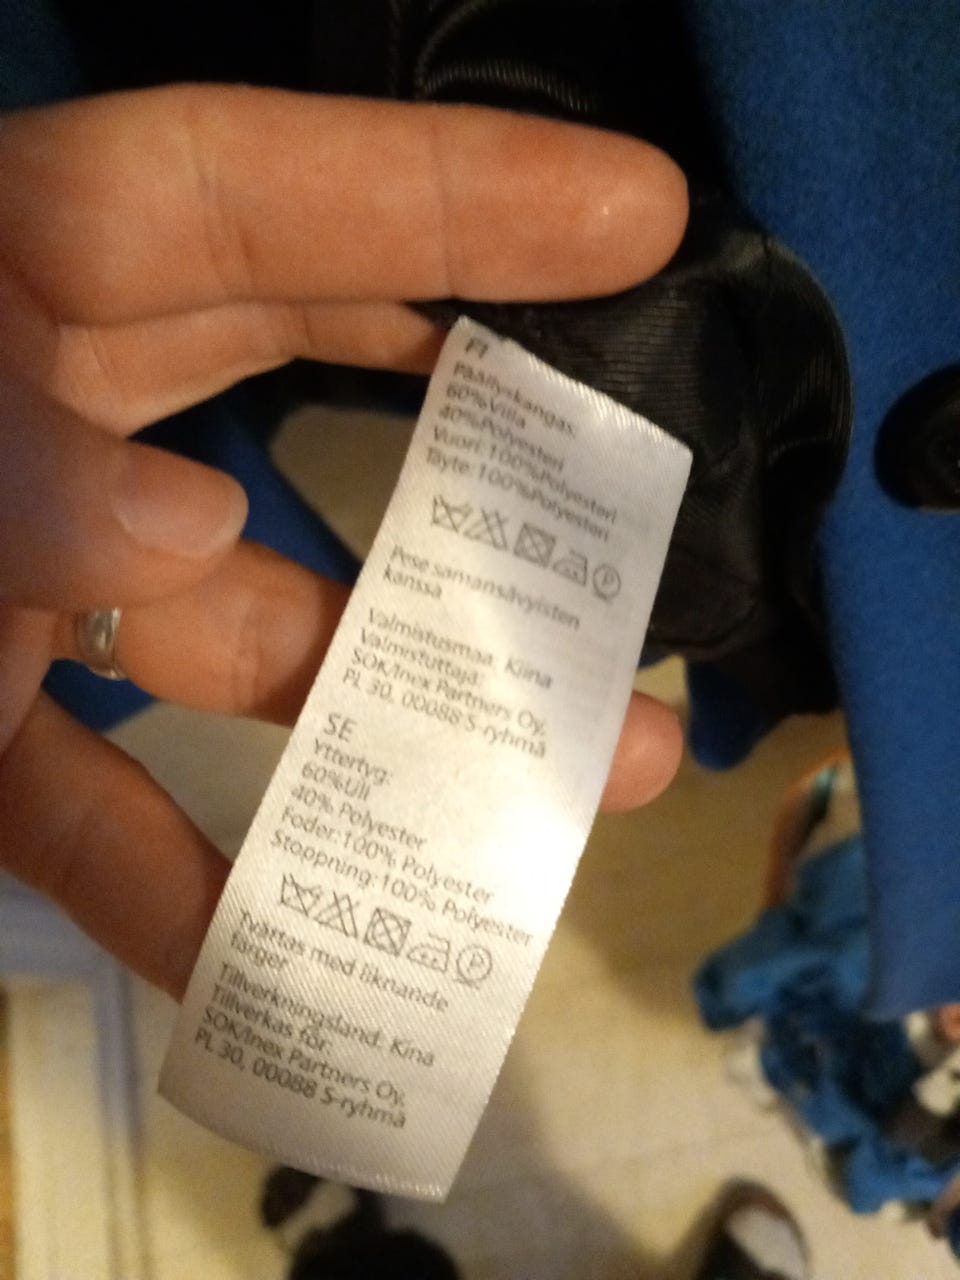 FI
Päällyskangas:
60%Villa
40%Polyesteri
Vuori:100%Polyesteri
Täyte:100%Polyesteri
P
Pese samansävyisten
kanssa
Valmistusmaa: Kiina
Valmistuttaja:
SOK/Inex Partners Oy,
PL 30, 00088 S-ryhmä
SE
Yttertyg:
60%Ull
40% Polyester
Foder:100% Polyester
Stoppning:100% Polyester
P
Tvärtas med liknande
färger
Tillverkningsland: Kina
Tillverkas för:
SOK/Inex Partners Oy,
PL 30, 00088 S-ryhmä